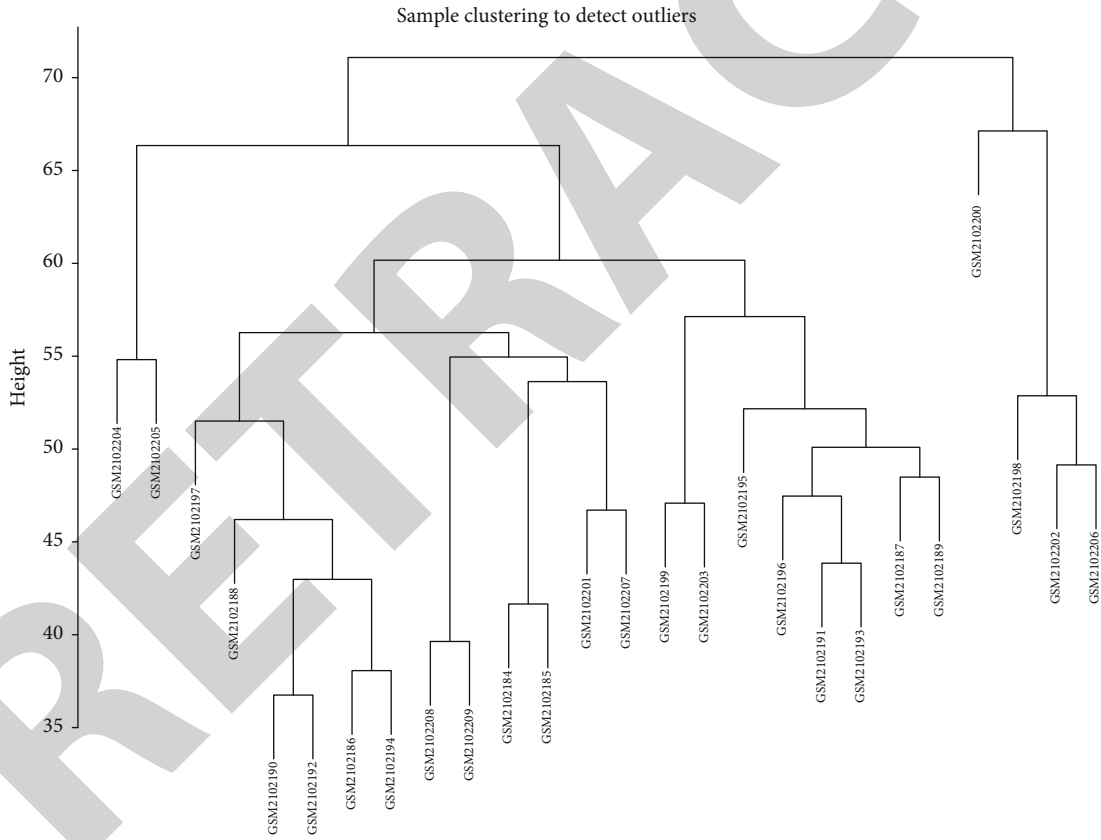 Sample clustering to detect outliers
Height
70
65
60
55
50
45
40
35
GSM2102204
GSM2102205
GSM2102197
GSM2102188
GSM2102190
GSM2102192
GSM2102186
GSM2102194
GSM2102208
GSM2102209
GSM2102184
GSM2102185
GSM2102201
GSM2102207
GSM2102199
GSM2102203
GSM2102195
GSM2102196
GSM2102191
GSM2102193
GSM2102187
GSM2102189
GSM2102200
GSM2102198
GSM2102202
GSM2102206
RETRAC